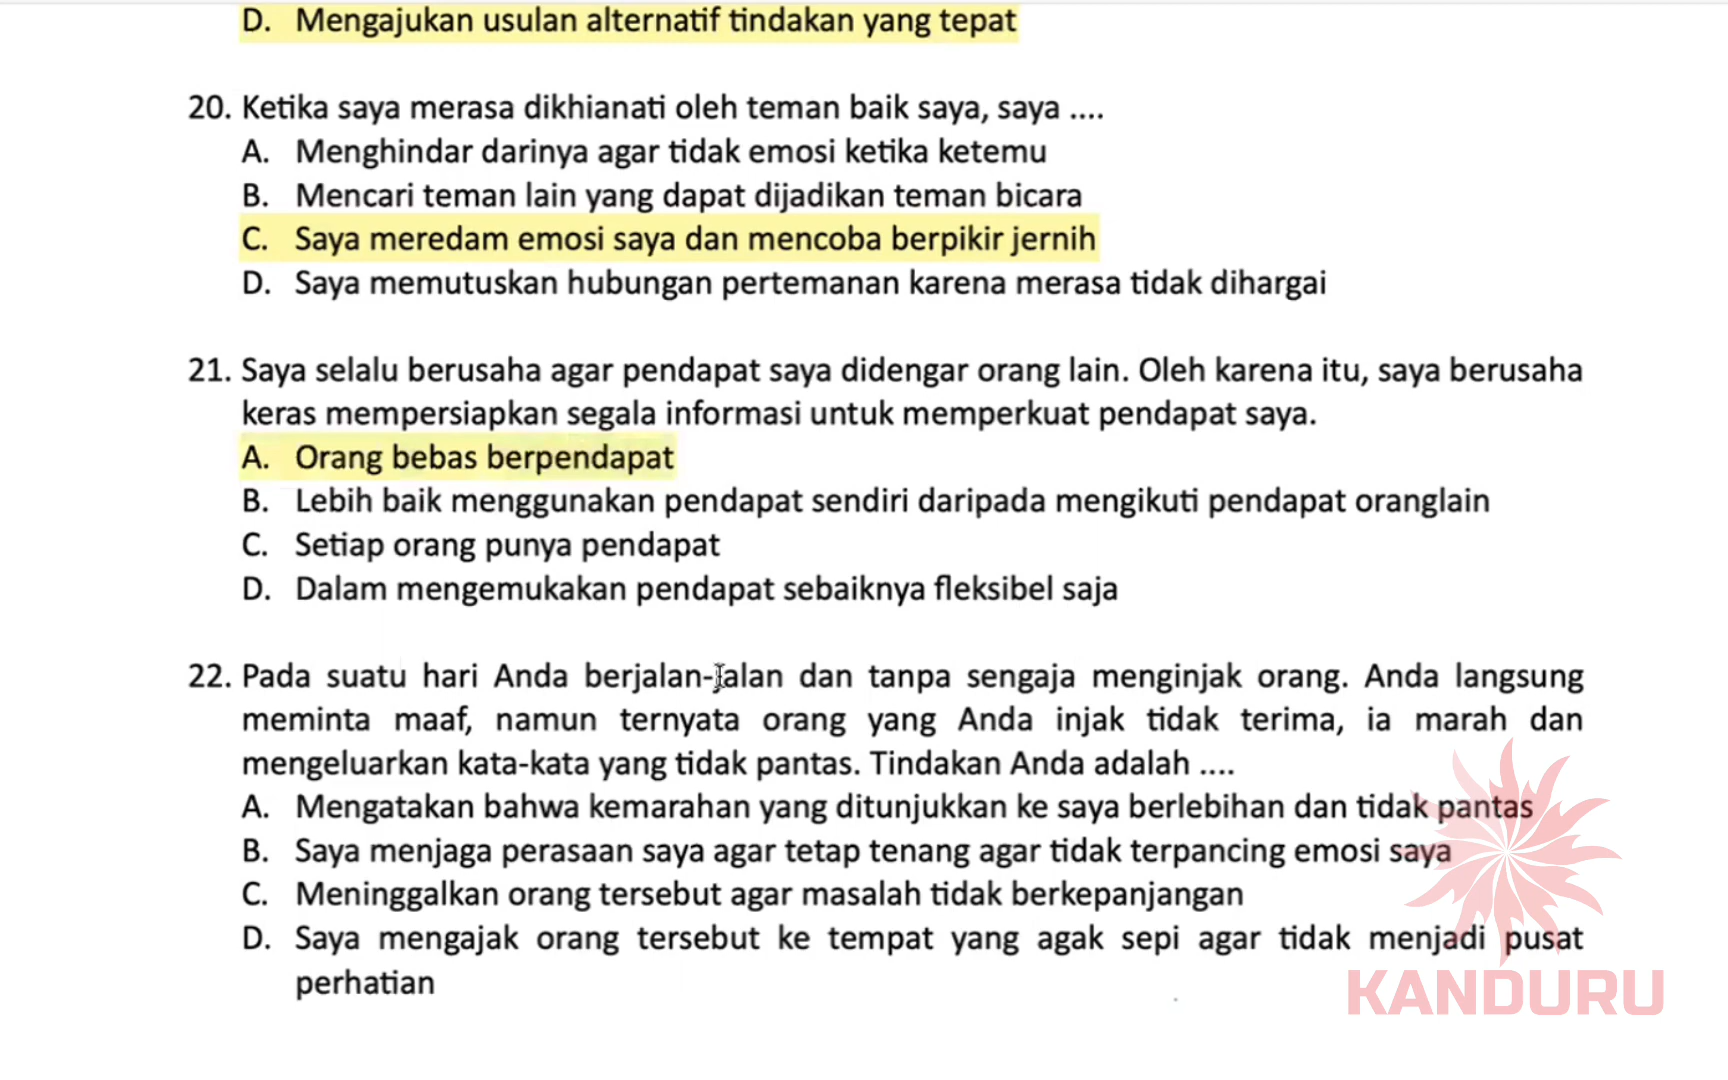 D. Mengajukan usulan alternatif tindakan yang tepat
20. Ketika saya merasa dikhianati oleh teman baik saya, saya ....
A. Menghindar darinya agar tidak emosi ketika ketemu
B. Mencari teman lain yang dapat dijadikan teman bicara
C. Saya meredam emosi saya dan mencoba berpikir jernih
D. Saya memutuskan hubungan pertemanan karena merasa tidak dihargai
21. Saya selalu berusaha agar pendapat saya didengar orang lain. Oleh karena itu, saya berusaha
keras mempersiapkan segala informasi untuk memperkuat pendapat saya.
A. Orang bebas berpendapat
B. Lebih baik menggunakan pendapat sendiri daripada mengikuti pendapat oranglain
C. Setiap orang punya pendapat
D. Dalam mengemukakan pendapat sebaiknya fleksibel saja
22. Pada suatu hari Anda berjalan-jalan dan tanpa sengaja menginjak orang. Anda langsung
meminta maaf, namun ternyata orang yang Anda injak tidak terima, ia marah dan
mengeluarkan kata-kata yang tidak pantas. Tindakan Anda adalah ....
A. Mengatakan bahwa kemarahan yang ditunjukkan ke saya berlebihan dan tidak pantas
B. Saya menjaga perasaan saya agar tetap tenang agar tidak terpancing emosi saya
C. Meninggalkan orang tersebut agar masalah tidak berkepanjangan
D. Saya mengajak orang tersebut ke tempat yang agak sepi agar tidak menjadi pusat
perhatian
KANDURU